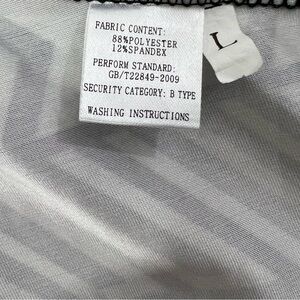 FABRIC CONTENT:
88%POLYESTER
12%SPANDEX
PERFORM STANDARD:
GB/T22849-2009
SECURITY CATEGORY: B TYPE
WASHING INSTRUCTIONS
L